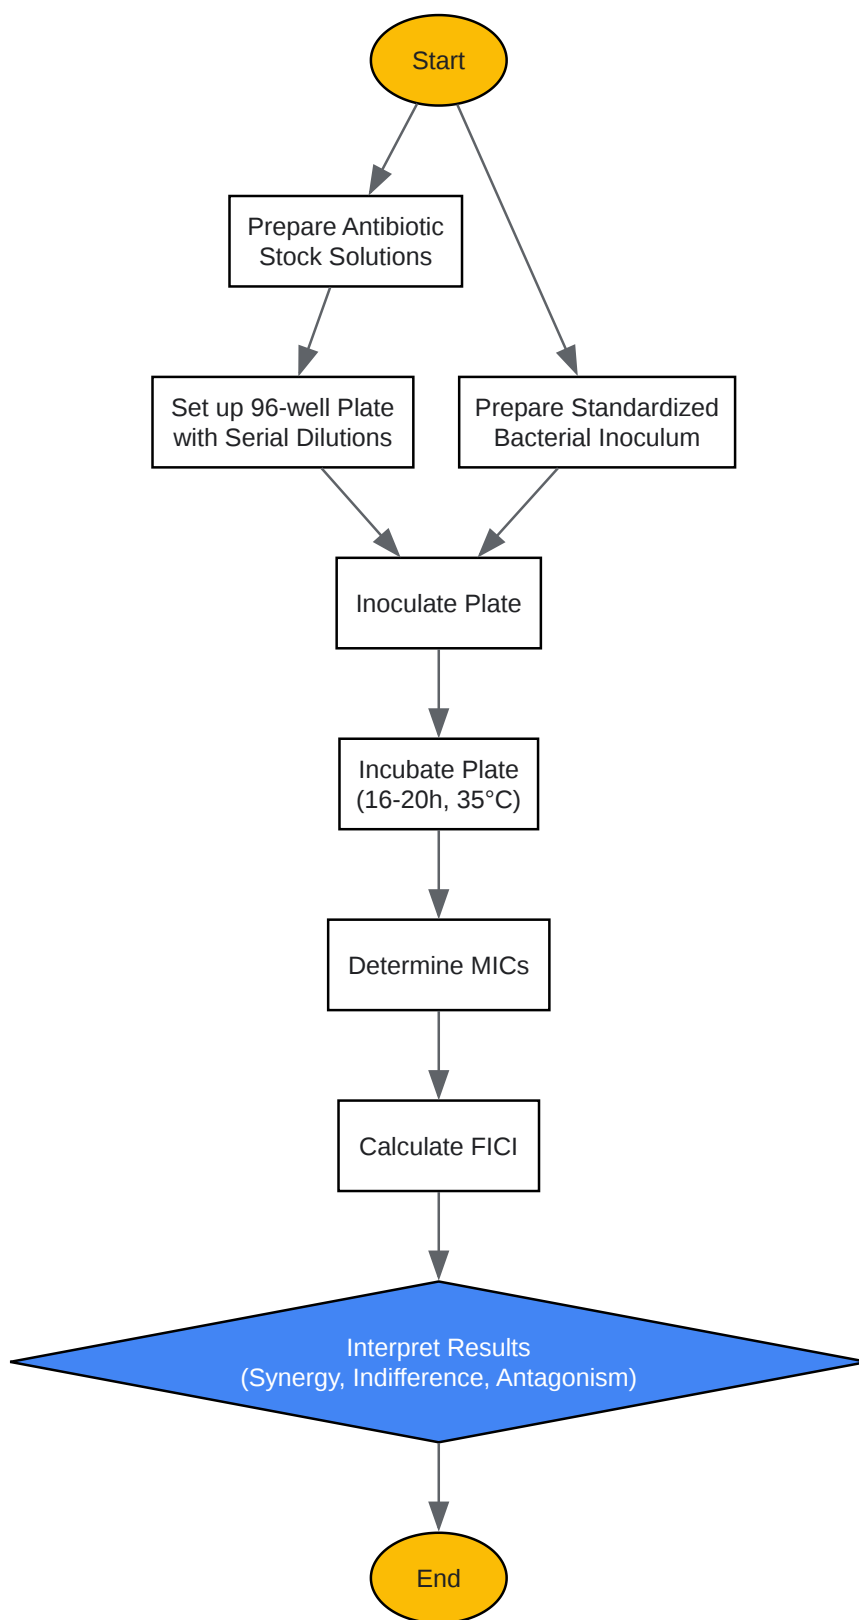 Start
Prepare Antibiotic
Stock Solutions
Set up 96-well Plate
with Serial Dilutions
Prepare Standardized
Bacterial Inoculum
Inoculate Plate
Incubate Plate
(16-20h, 35°C)
Determine MICs
Calculate FICI
Interpret Results
(Synergy, Indifference, Antagonism)
End